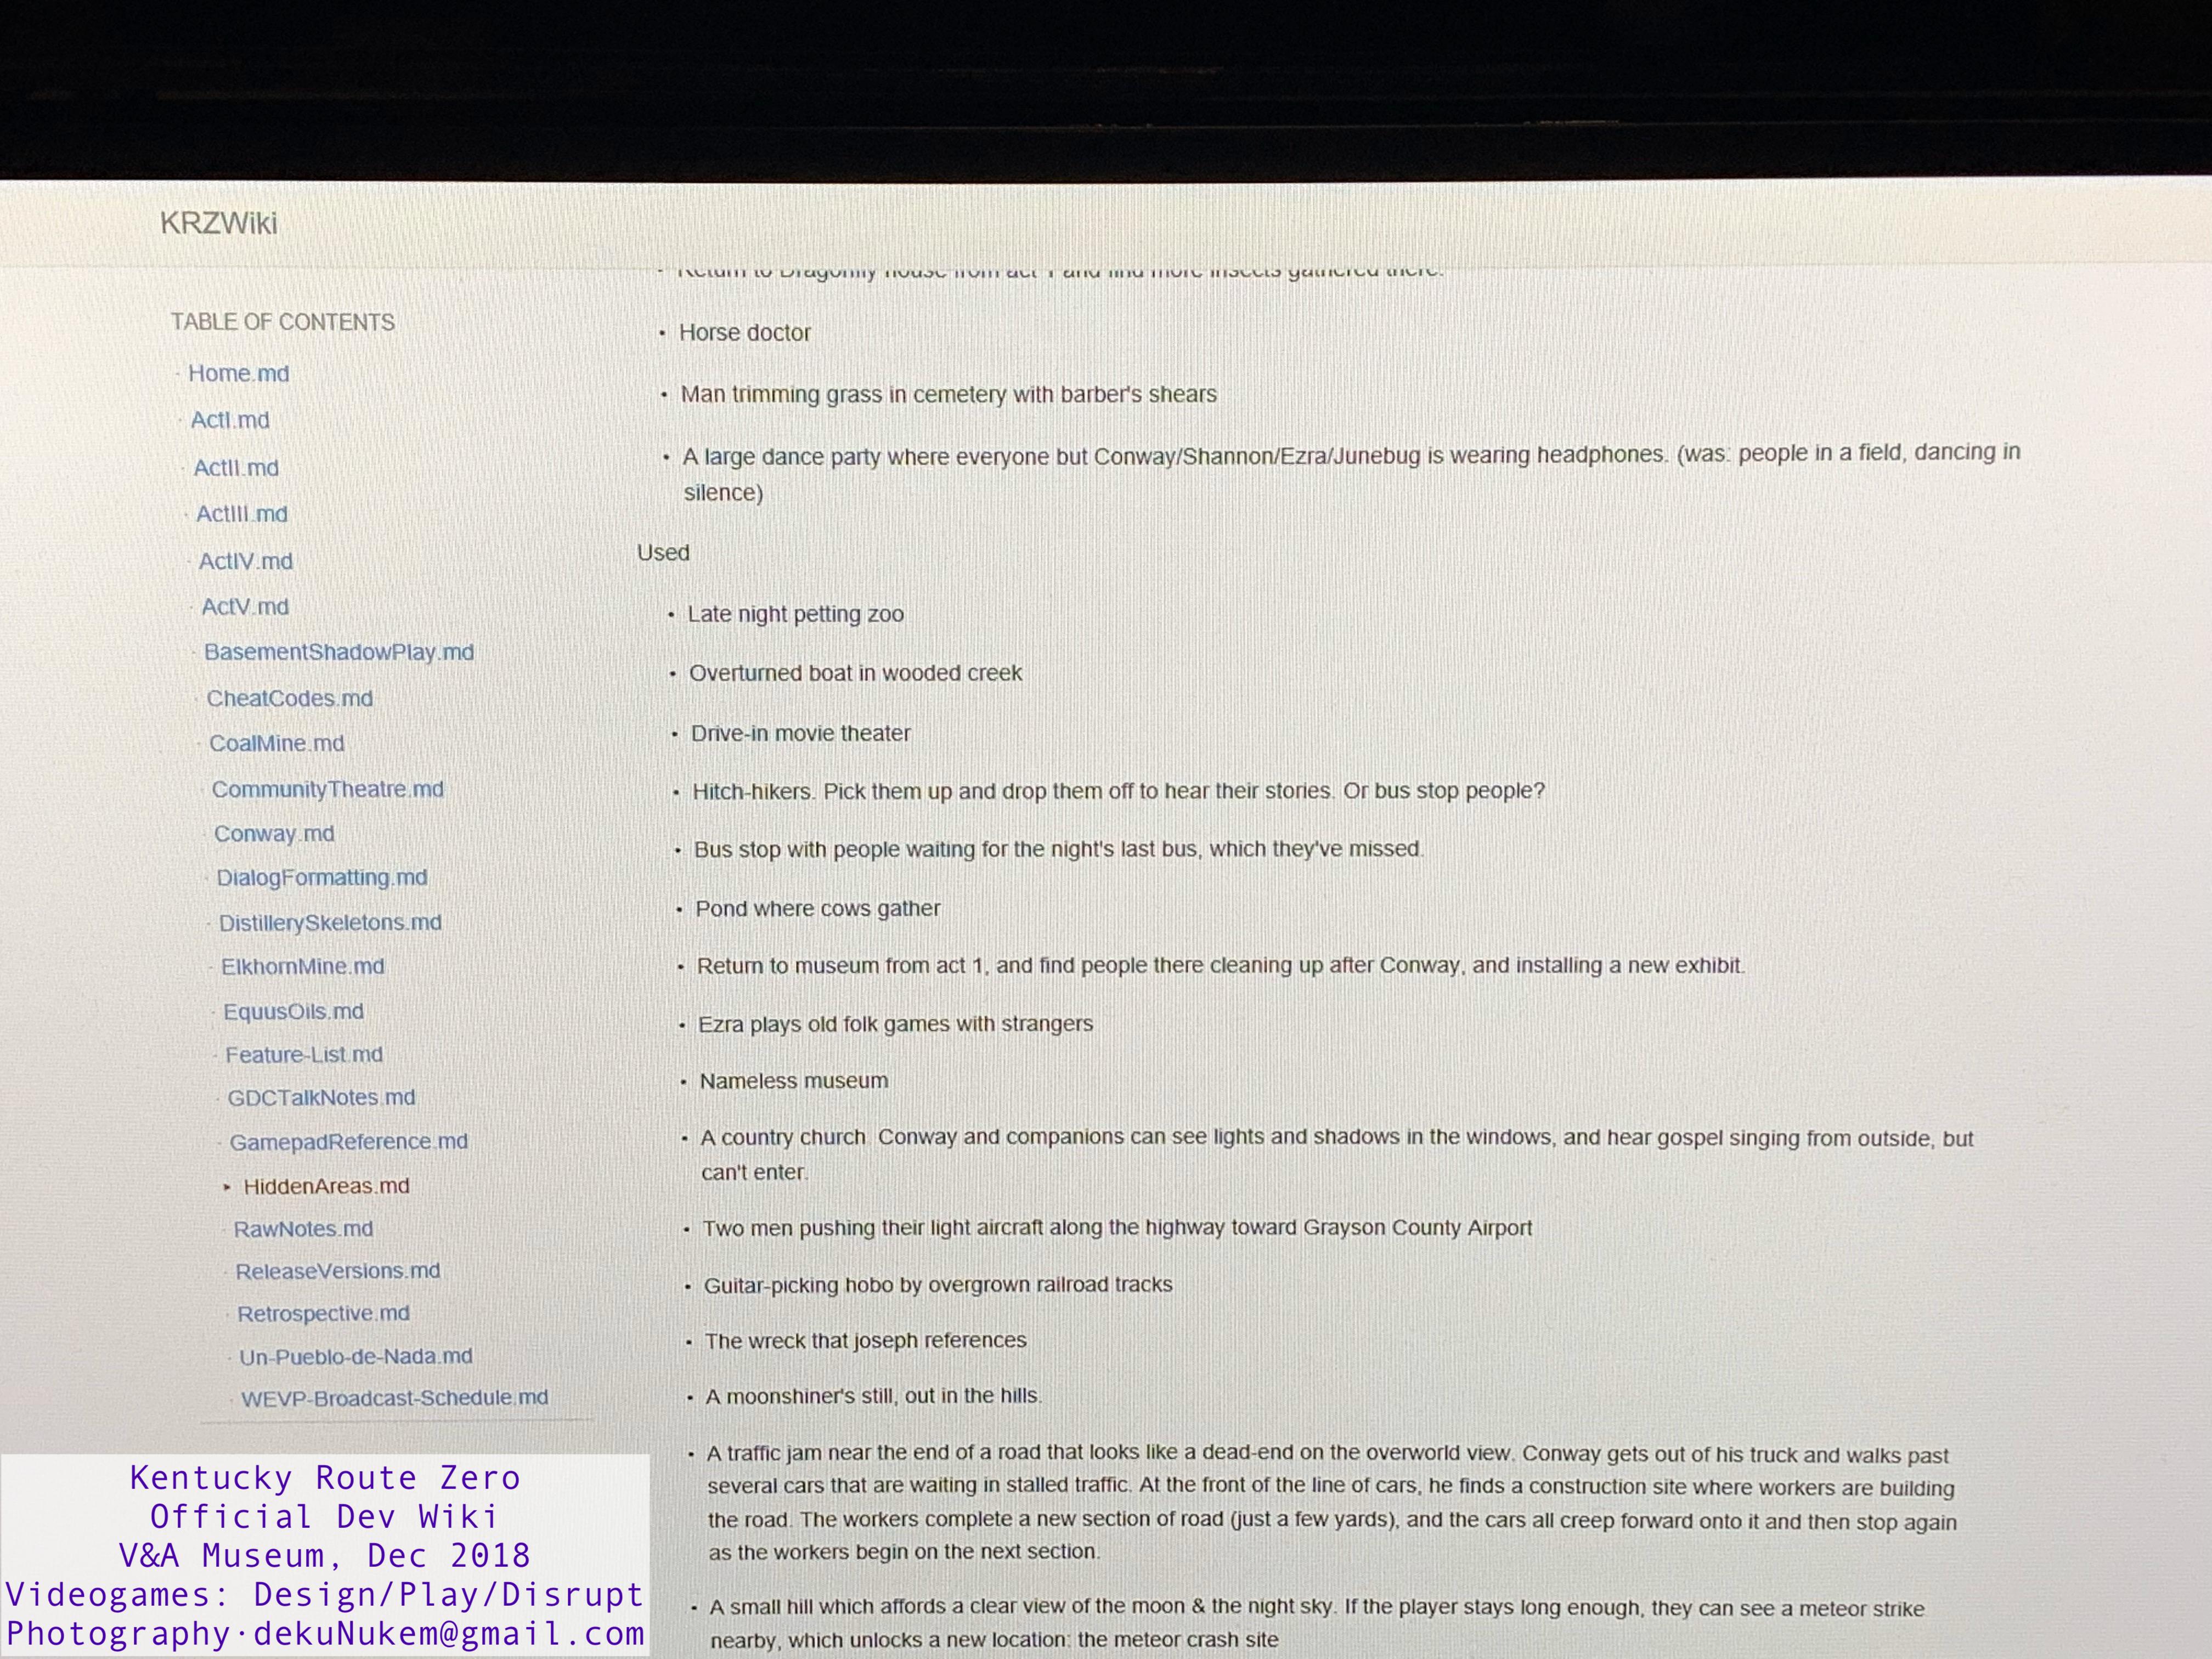 KRZWiki
TABLE OF CONTENTS
Home.md
ActI.md
ActII.md
ActIII.md
ActIV.md
ActV.md
BasementShadowPlay.md
CheatCodes.md
CoalMine.md
CommunityTheatre.md
Conway.md
DialogFormatting.md
DistillerySkeletons.md
ElkhornMine.md
EquusOils.md
Feature-List.md
GDCTalkNotes.md
GamepadReference.md
HiddenAreas.md
RawNotes.md
ReleaseVersions.md
Retrospective.md
Un-Pueblo-de-Nada.md
WEVP-Broadcast-Schedule.md
Return to Dragonfly house from act 1 and find more insects gathered there.
Horse doctor
Man trimming grass in cemetery with barber's shears
A large dance party where everyone but Conway/Shannon/Ezra/Junebug is wearing headphones. (was: people in a field, dancing in
silence)
Used
Late night petting zoo
Overturned boat in wooded creek
Drive-in movie theater
Hitch-hikers. Pick them up and drop them off to hear their stories. Or bus stop people?
Bus stop with people waiting for the night's last bus, which they've missed.
Pond where cows gather
Return to museum from act 1, and find people there cleaning up after Conway, and installing a new exhibit.
Ezra plays old folk games with strangers
Nameless museum
A country church. Conway and companions can see lights and shadows in the windows, and hear gospel singing from outside, but
can't enter.
Two men pushing their light aircraft along the highway toward Grayson County Airport
Guitar-picking hobo by overgrown railroad tracks
The wreck that joseph references
A moonshiner's still, out in the hills.
A traffic jam near the end of a road that looks like a dead-end on the overworld view. Conway gets out of his truck and walks past
several cars that are waiting in stalled traffic. At the front of the line of cars, he finds a construction site where workers are building
the road. The workers complete a new section of road (just a few yards), and the cars all creep forward onto it and then stop again
as the workers begin on the next section.
A small hill which affords a clear view of the moon & the night sky. If the player stays long enough, they can see a meteor strike
nearby, which unlocks a new location: the meteor crash site
Kentucky Route Zero
Official Dev Wiki
V&A Museum, Dec 2018
Videogames: Design/Play/Disrupt
Photography·dekuNukem@gmail.com